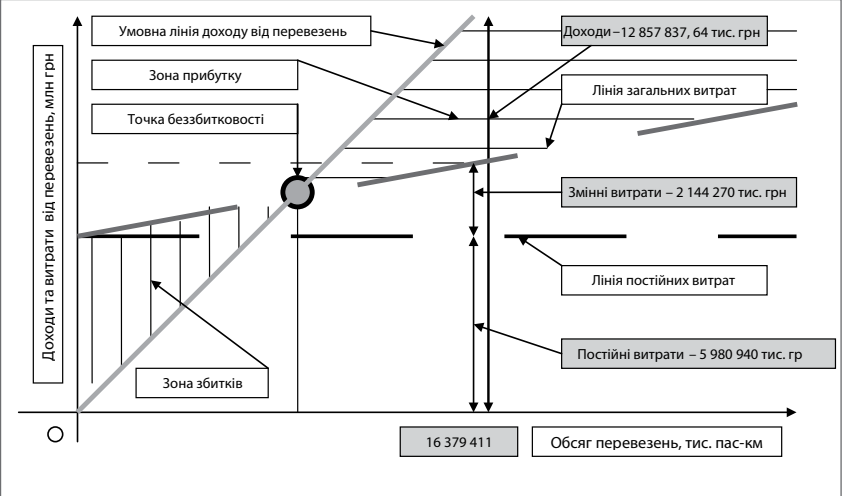 Умовна лінія доходу від перевезень
Доходи –12 857 837, 64 тис. грн
Зона прибутку
Лінія загальних витрат
Точка беззбитковості
Доходи та витрати від перевезень, млн грн
Змінні витрати – 2 144 270 тис. грн
Лінія постійних витрат
Постійні витрати – 5 980 940 тис. гр
Зона збитків
О
16 379 411
Обсяг перевезень, тис. пас-км